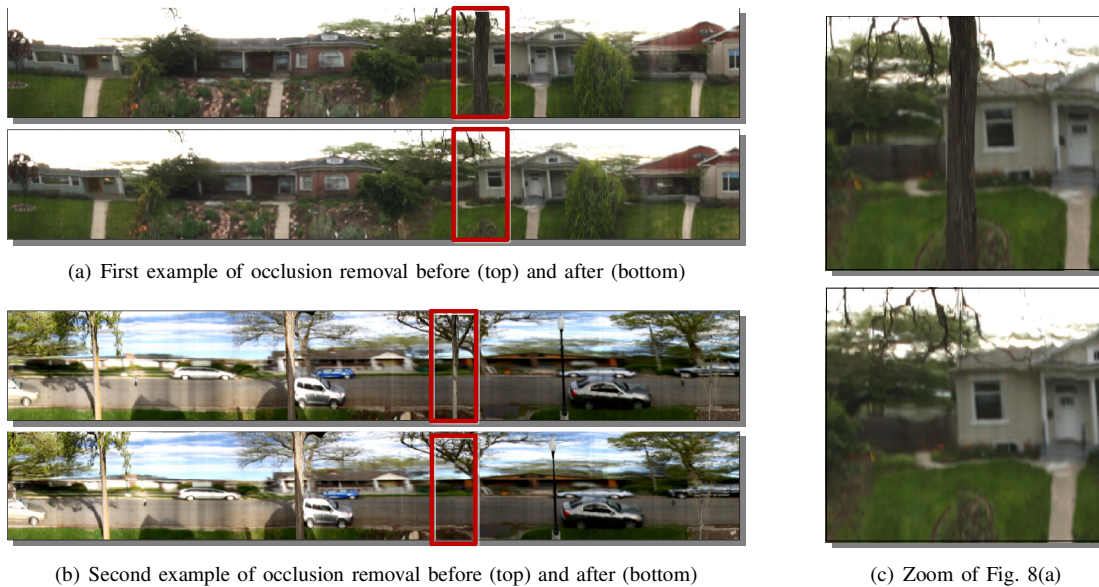 (a) First example of occlusion removal before (top) and after (bottom)
(b) Second example of occlusion removal before (top) and after (bottom)
(c) Zoom of Fig. 8(a)